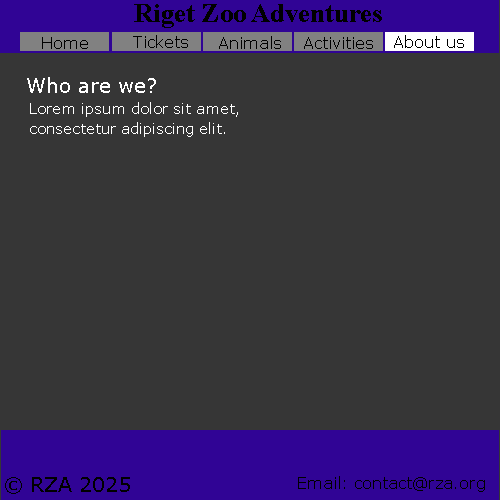 Riget Zoo Adventures
Home Tickets Animals Activities About us
Who are we?
Lorem ipsum dolor sit amet,
consectetur adipiscing elit.
© RZA 2025 Email: contact@rza.org